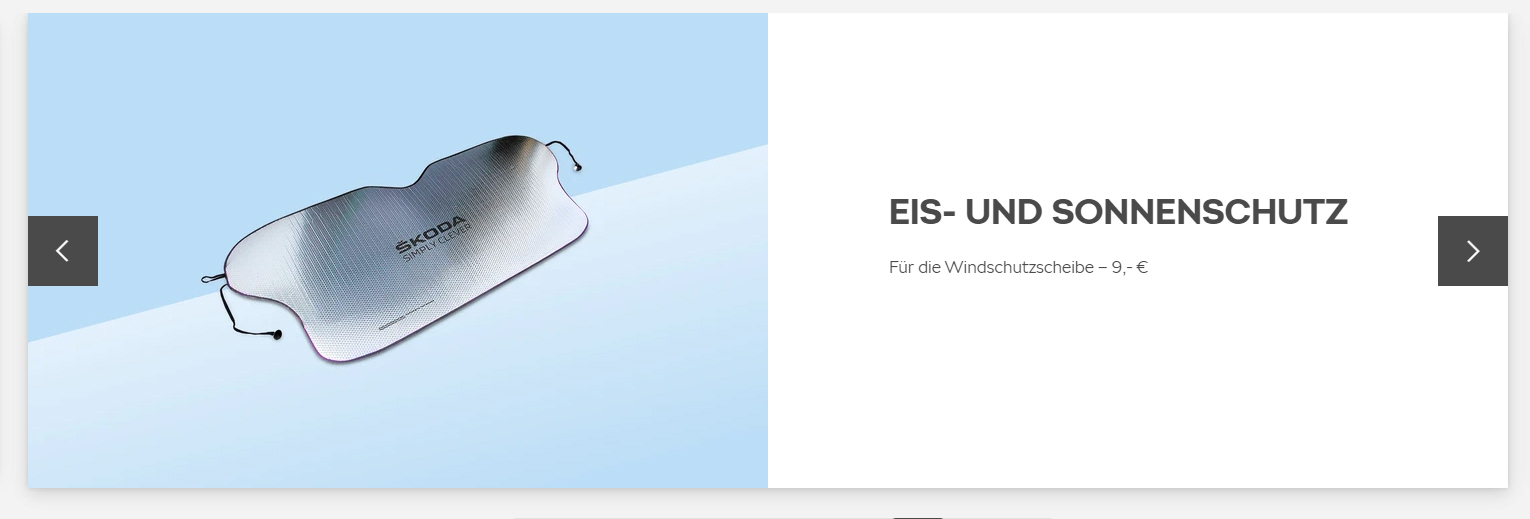 ŠKODA
SIMPLY CLEVER
EIS- UND SONNENSCHUTZ
Für die Windschutzscheibe – 9,- €